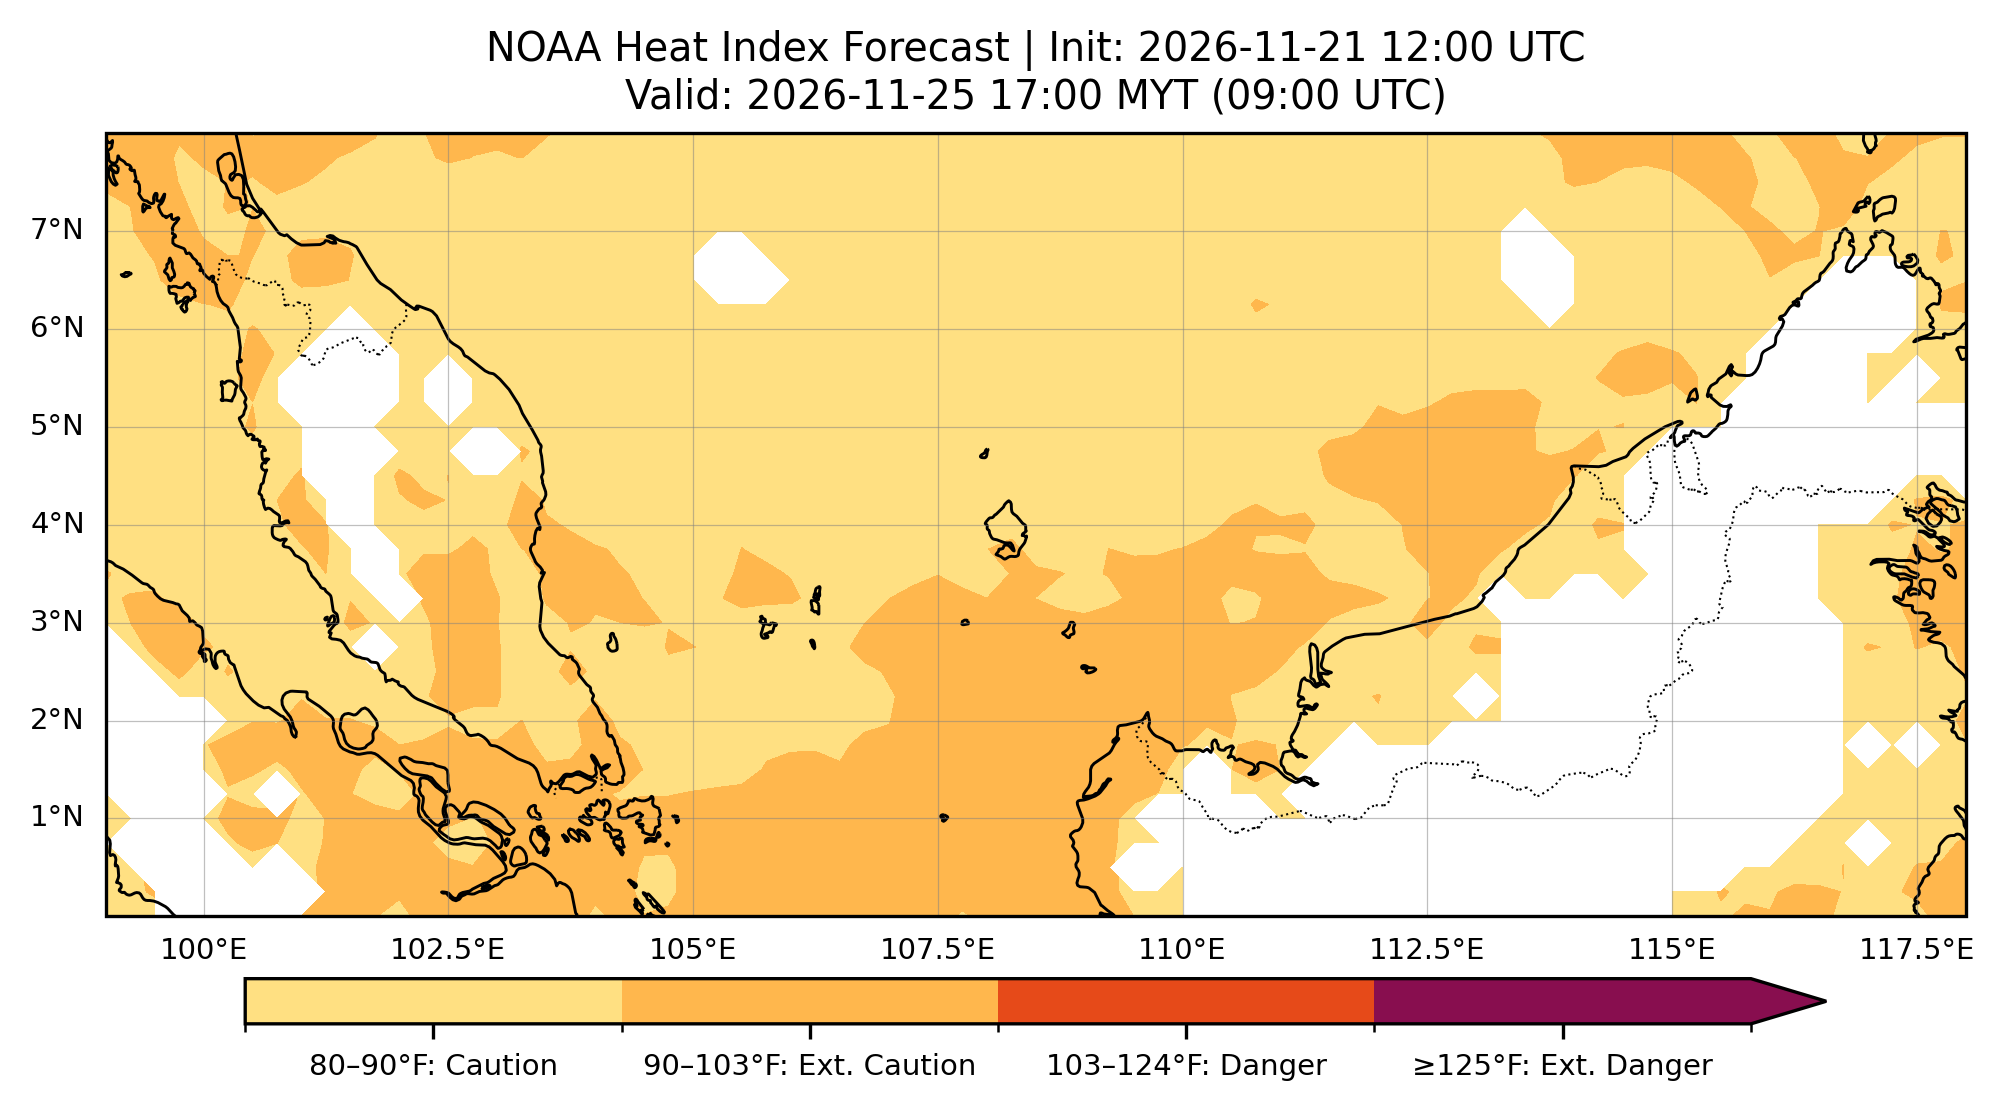 NOAA Heat Index Forecast | Init: 2026-11-21 12:00 UTC
Valid: 2026-11-25 17:00 MYT (09:00 UTC)
7°N
6°N
5°N
4°N
3°N
2°N
1°N
100°E 102.5°E 105°E 107.5°E 110°E 112.5°E 115°E 117.5°E
80–90°F: Caution 90–103°F: Ext. Caution 103–124°F: Danger ≥125°F: Ext. Danger